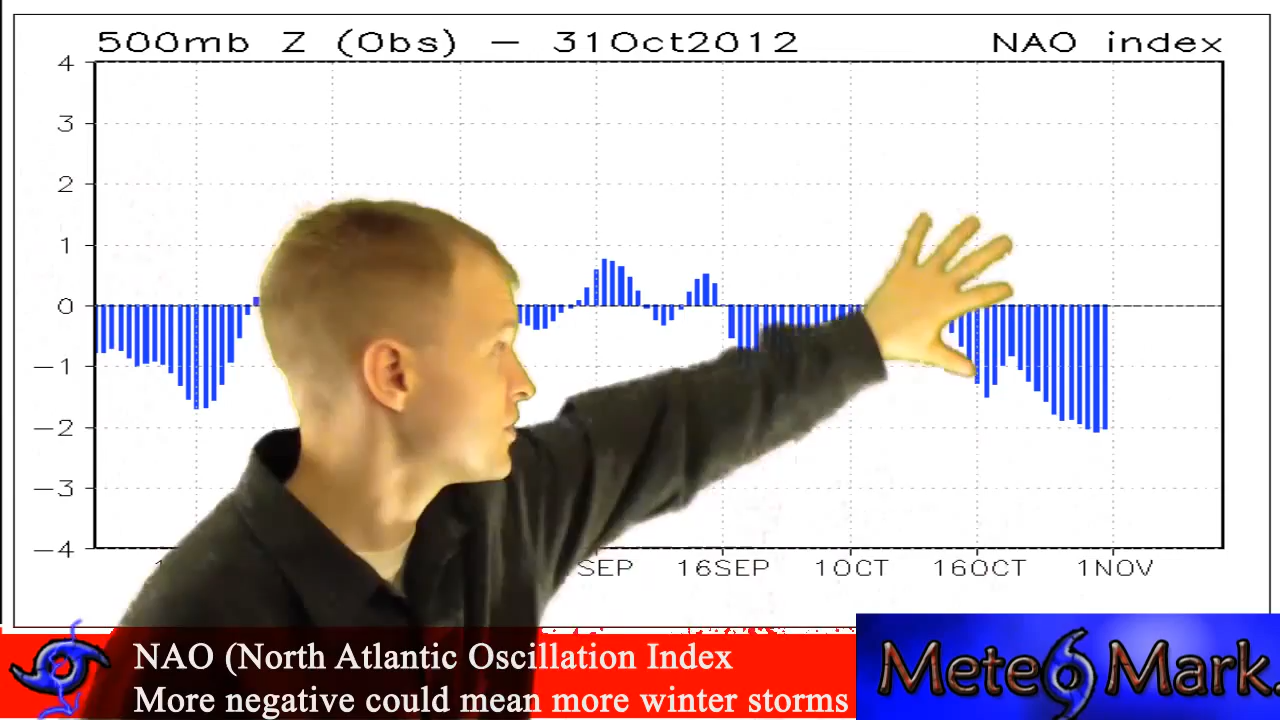 500mb Z (Obs) – 31Oct2012 NAO index
4
3
2
1
0
−1
−2
−3
−4
SEP 16SEP 1OCT 16OCT 1NOV
NAO (North Atlantic Oscillation Index
More negative could mean more winter storms
MeteoMark.